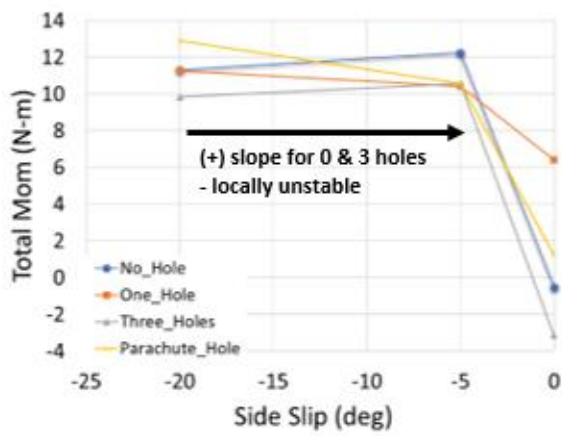 14
12
10
8
6
4
2
0
-2
-4
Total Mom (N-m)
(+) slope for 0 & 3 holes
- locally unstable
No_Hole
One_Hole
Three_Holes
Parachute_Hole
-25 -20 -15 -10 -5 0
Side Slip (deg)